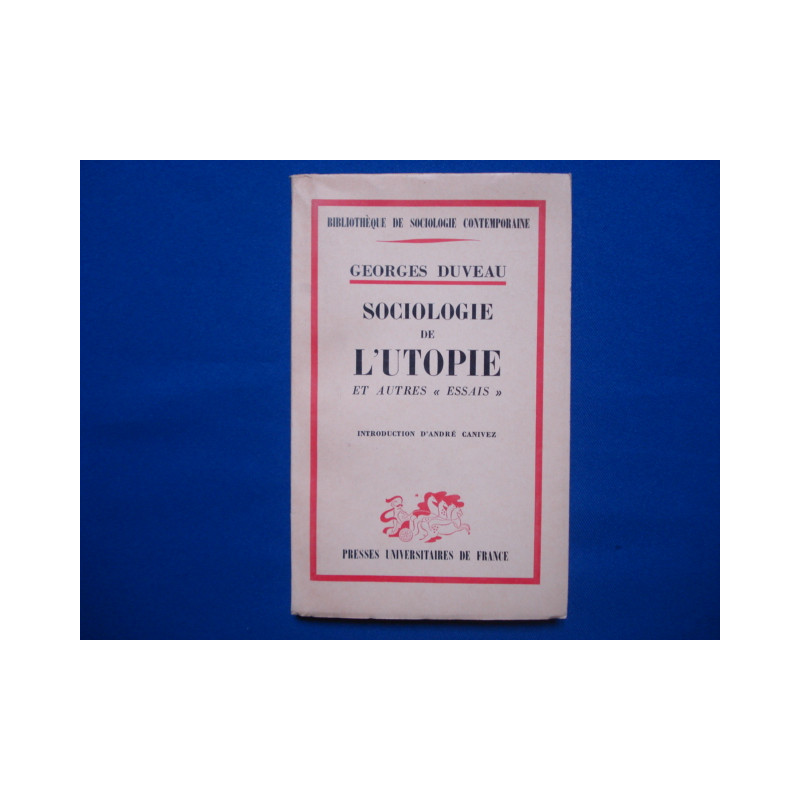 BIBLIOTHÈQUE DE SOCIOLOGIE CONTEMPORAINE
GEORGES DUVEAU
SOCIOLOGIE
DE
L'UTOPIE
ET AUTRES « ESSAIS »
INTRODUCTION D'ANDRÉ CANIVEZ
PRESSES UNIVERSITAIRES DE FRANCE